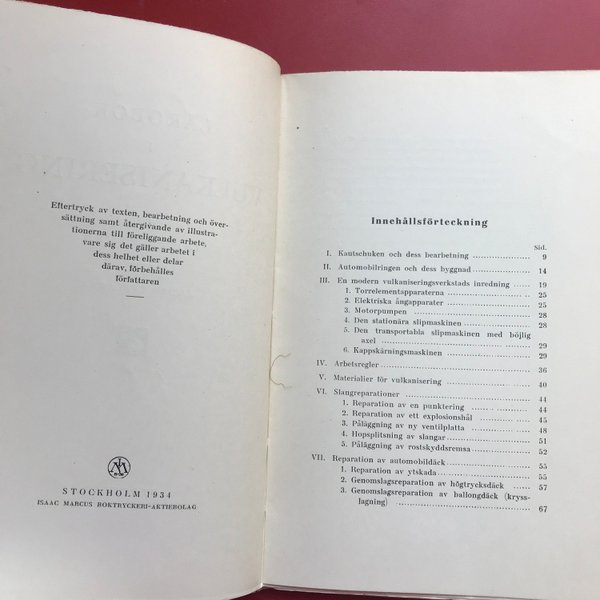 Eftertryck av texten, bearbetning och över-
sättning samt återgivande av illustra-
tionerna till föreliggande arbete,
vare sig det gäller arbetet i
dess helhet eller delar
därav, förbehålles
författaren
STOCKHOLM 1934
ISAAC MARCUS BOKTRYCKERI-AKTIEBOLAG
Innehållsförteckning
Sid.
I. Kautschuken och dess bearbetning 9
II. Automobilringen och dess byggnad 14
III. En modern vulkaniseringsverkstads inredning 19
1. Torrelementapparaterna 25
2. Elektriska ångapparater 25
3. Motorpumpen 28
4. Den stationära slipmaskinen 28
5. Den transportabla slipmaskinen med böjlig
axel 29
6. Kappskärningsmaskinen 29
IV. Arbetsregler 36
V. Materialier för vulkanisering 40
VI. Slangreparationer 44
1. Reparation av en punktering 44
2. Reparation av ett explosionshål 45
3. Påläggning av ny ventilplatta 48
4. Hopsplitsning av slangar 51
5. Påläggning av rostskyddsremsa 52
VII. Reparation av automobildäck 55
1. Reparation av ytskada 55
2. Genomslagsreparation av högtrycksdäck 57
3. Genomslagsreparation av ballongdäck (kryss-
lagning) 67